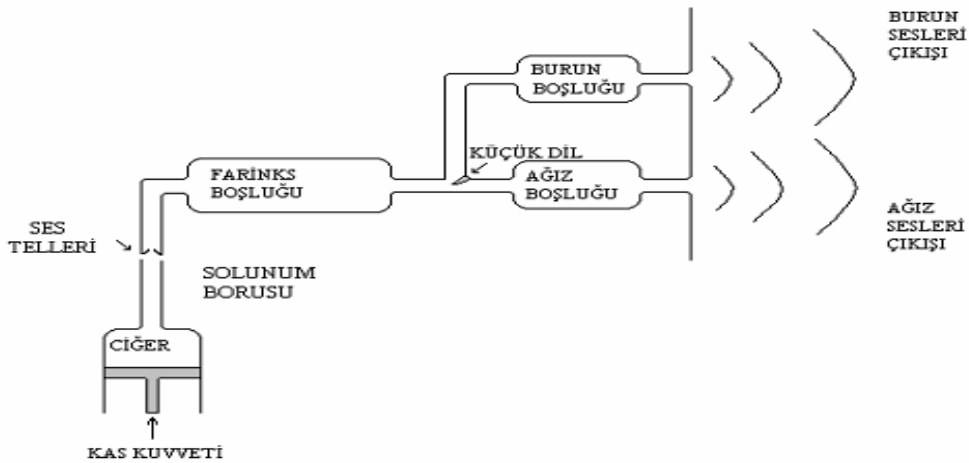 BURUN
SESLERİ
ÇIKIŞI
BURUN
BOŞLUĞU
KÜÇÜK DİL
FARİNKS
BOŞLUĞU
AĞIZ
BOŞLUĞU
AĞIZ
SESLERİ
ÇIKIŞI
SES
TELLERİ
SOLUNUM
BORUSU
CİĞER
KAS KUVVETİ